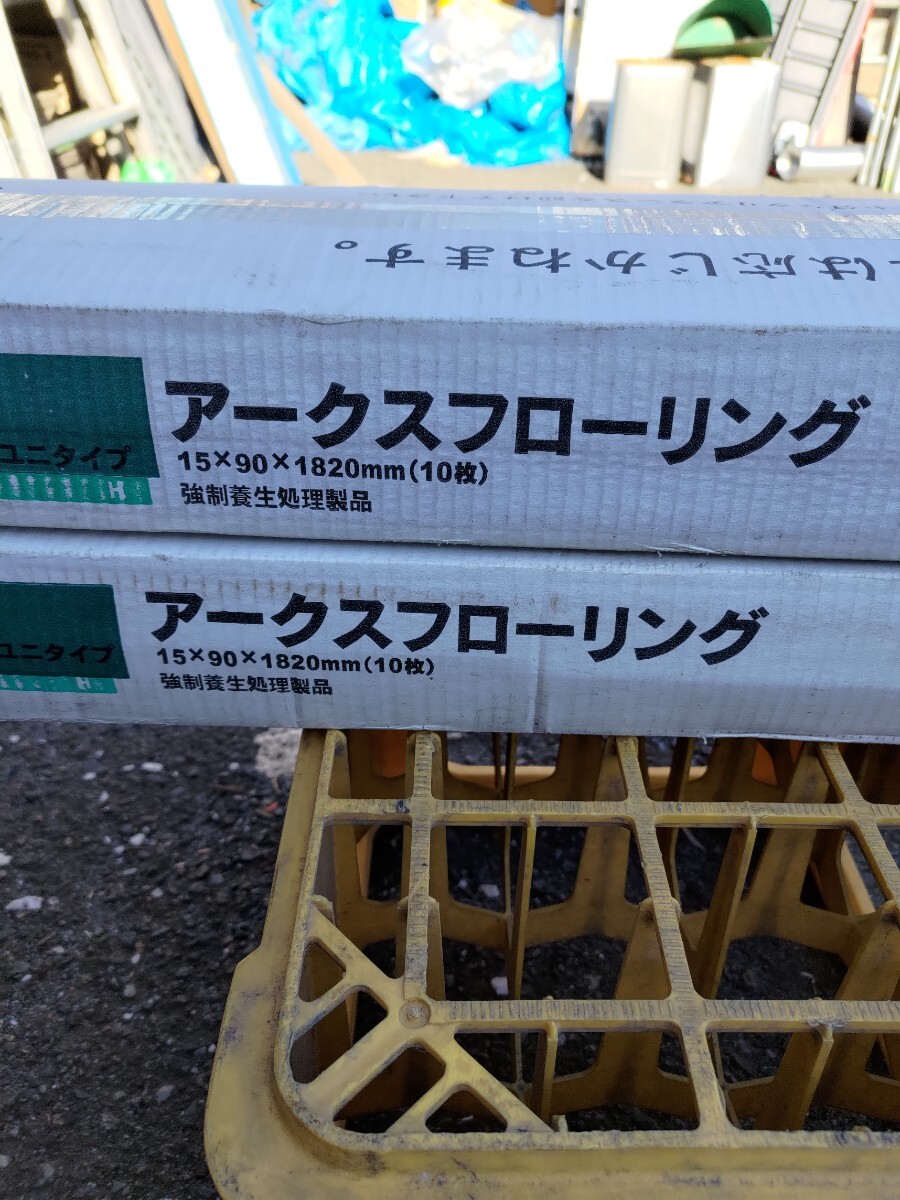 は応じかねます。
アークスフローリング
15×90×1820mm(10枚)
強制養生処理製品
ユニタイプ
アークスフローリング
15×90×1820mm(10枚)
強制養生処理製品
ユニタイプ